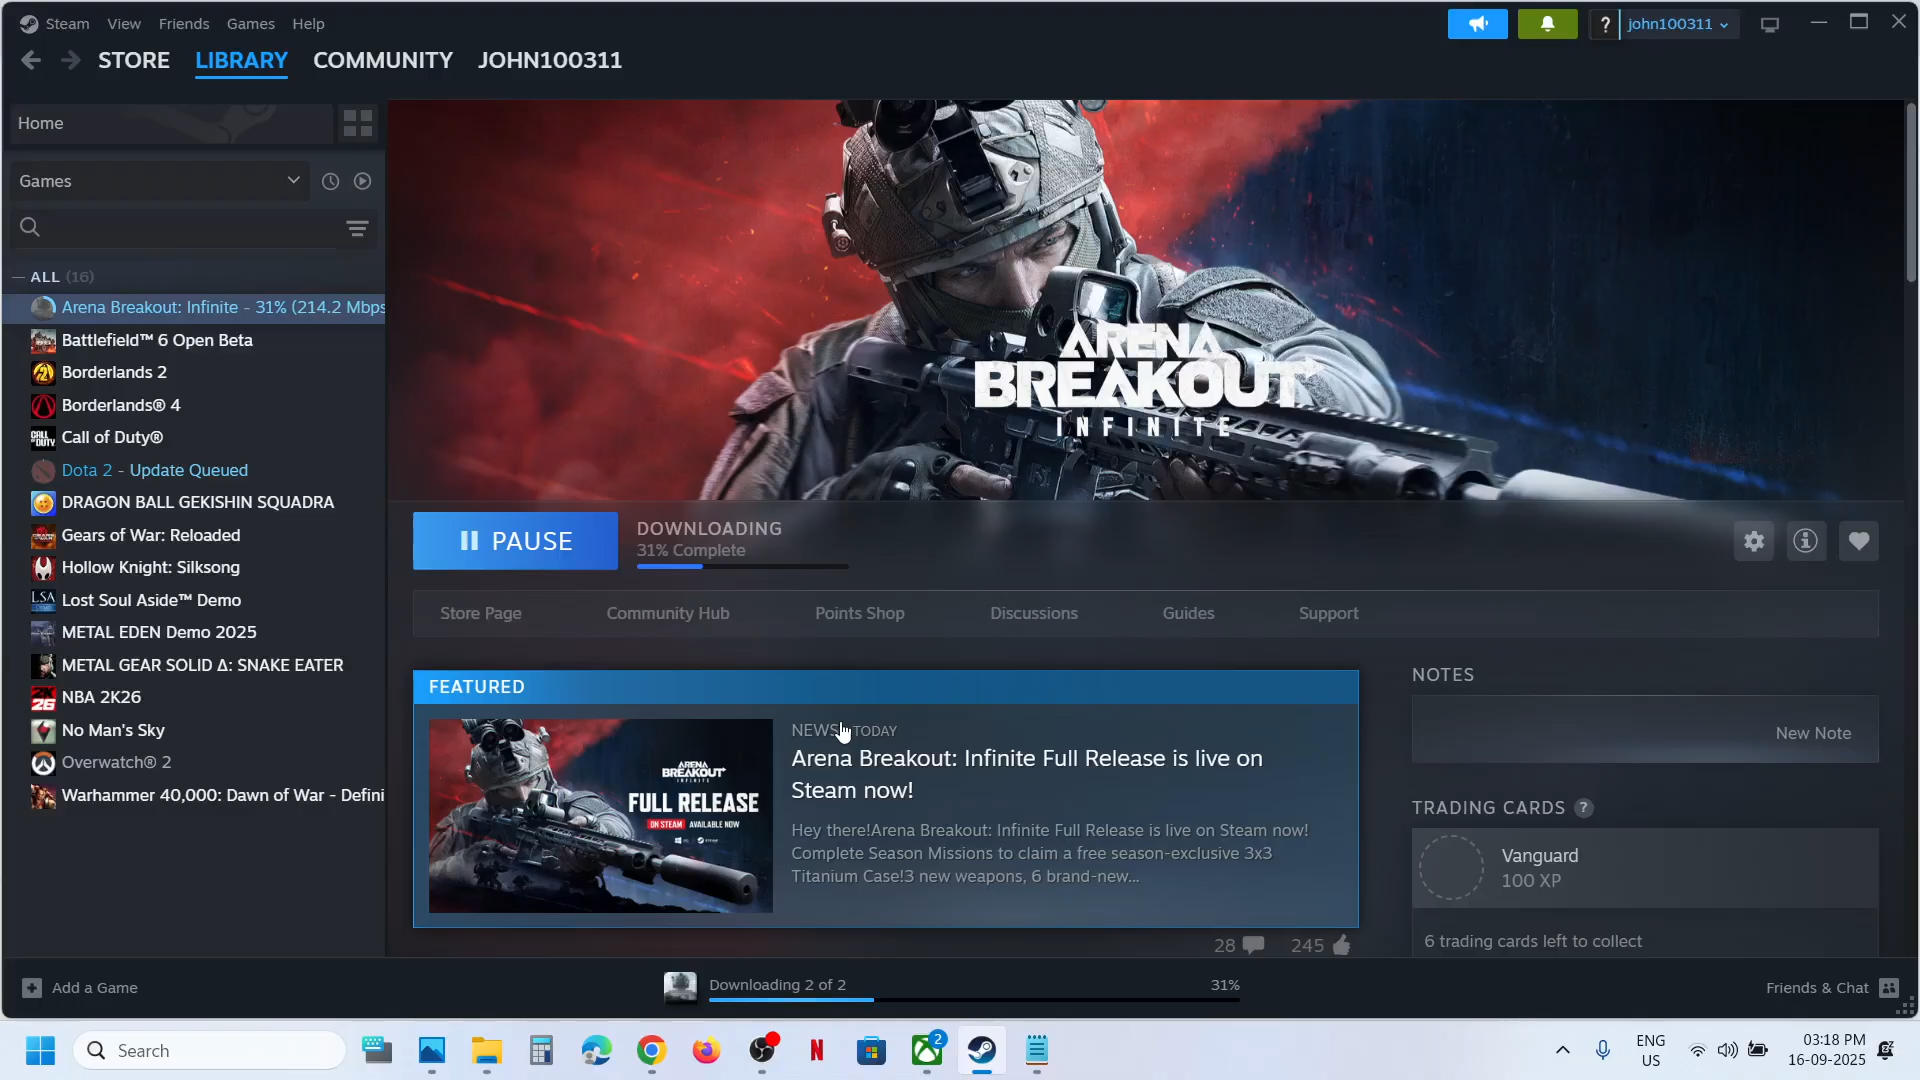 Steam View Friends Games Help
john100311
STORE LIBRARY COMMUNITY JOHN100311
Home
Games
ALL (16)
Arena Breakout: Infinite - 31% (214.2 Mbps
Battlefield™ 6 Open Beta
Borderlands 2
Borderlands® 4
Call of Duty®
Dota 2 - Update Queued
DRAGON BALL GEKISHIN SQUADRA
Gears of War: Reloaded
Hollow Knight: Silksong
Lost Soul Aside™ Demo
METAL EDEN Demo 2025
METAL GEAR SOLID Δ: SNAKE EATER
NBA 2K26
No Man's Sky
Overwatch® 2
Warhammer 40,000: Dawn of War - Defini
ARENA
BREAKOUT
INFINITE
PAUSE
DOWNLOADING
31% Complete
Store Page Community Hub Points Shop Discussions Guides Support
FEATURED
ARENA
BREAKOUT
INFINITE
FULL RELEASE
ON STEAM AVAILABLE NOW
NEWS TODAY
Arena Breakout: Infinite Full Release is live on
Steam now!
Hey there!Arena Breakout: Infinite Full Release is live on Steam now!
Complete Season Missions to claim a free season-exclusive 3x3
Titanium Case!3 new weapons, 6 brand-new...
28 245
NOTES
New Note
TRADING CARDS ?
Vanguard
100 XP
6 trading cards left to collect
Add a Game
Downloading 2 of 2 31%
Friends & Chat
Search
2
ENG
US
03:18 PM
16-09-2025